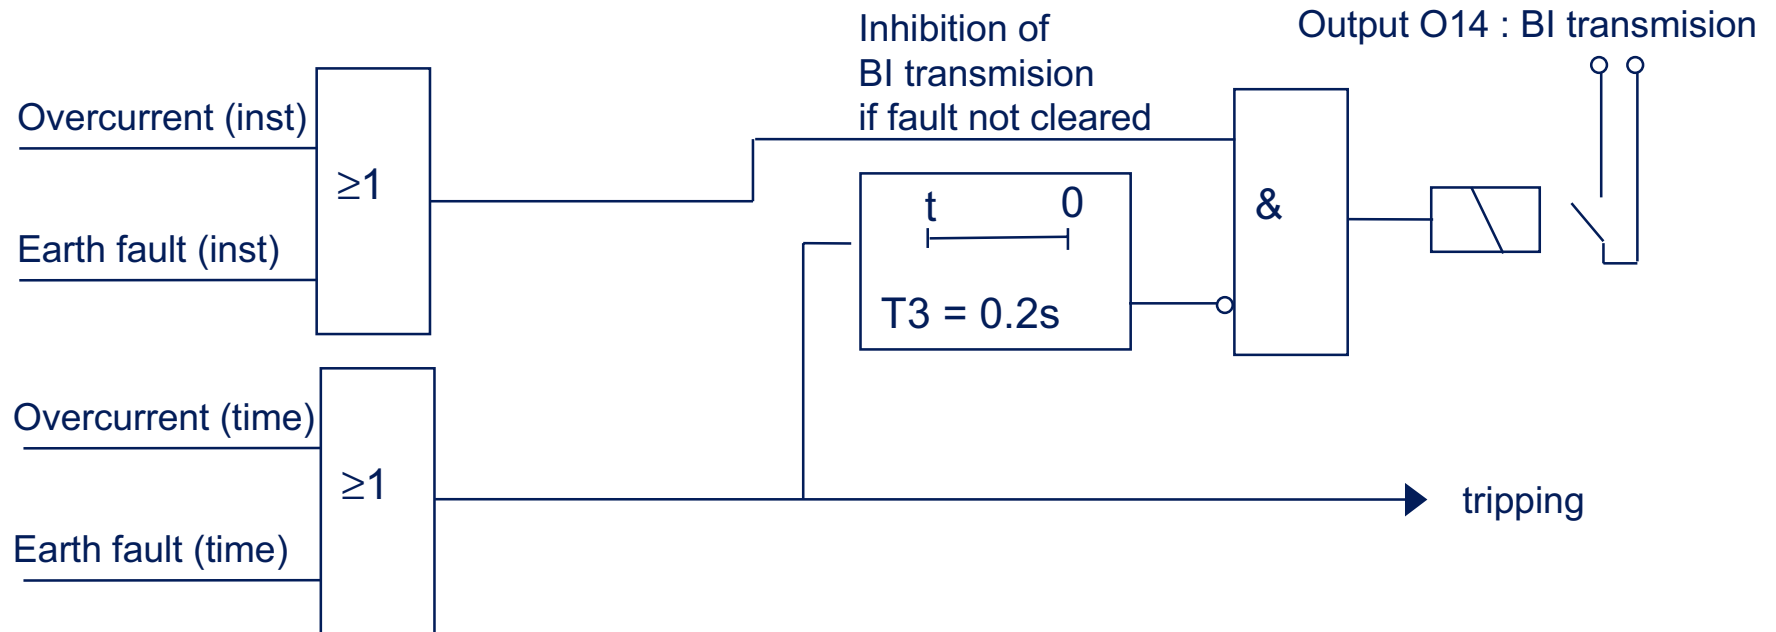 Inhibition of
BI transmision
if fault not cleared
Output O14 : BI transmision
Overcurrent (inst)
≥1
Earth fault (inst)
t 0
T3 = 0.2s
&
Overcurrent (time)
≥1
Earth fault (time)
tripping